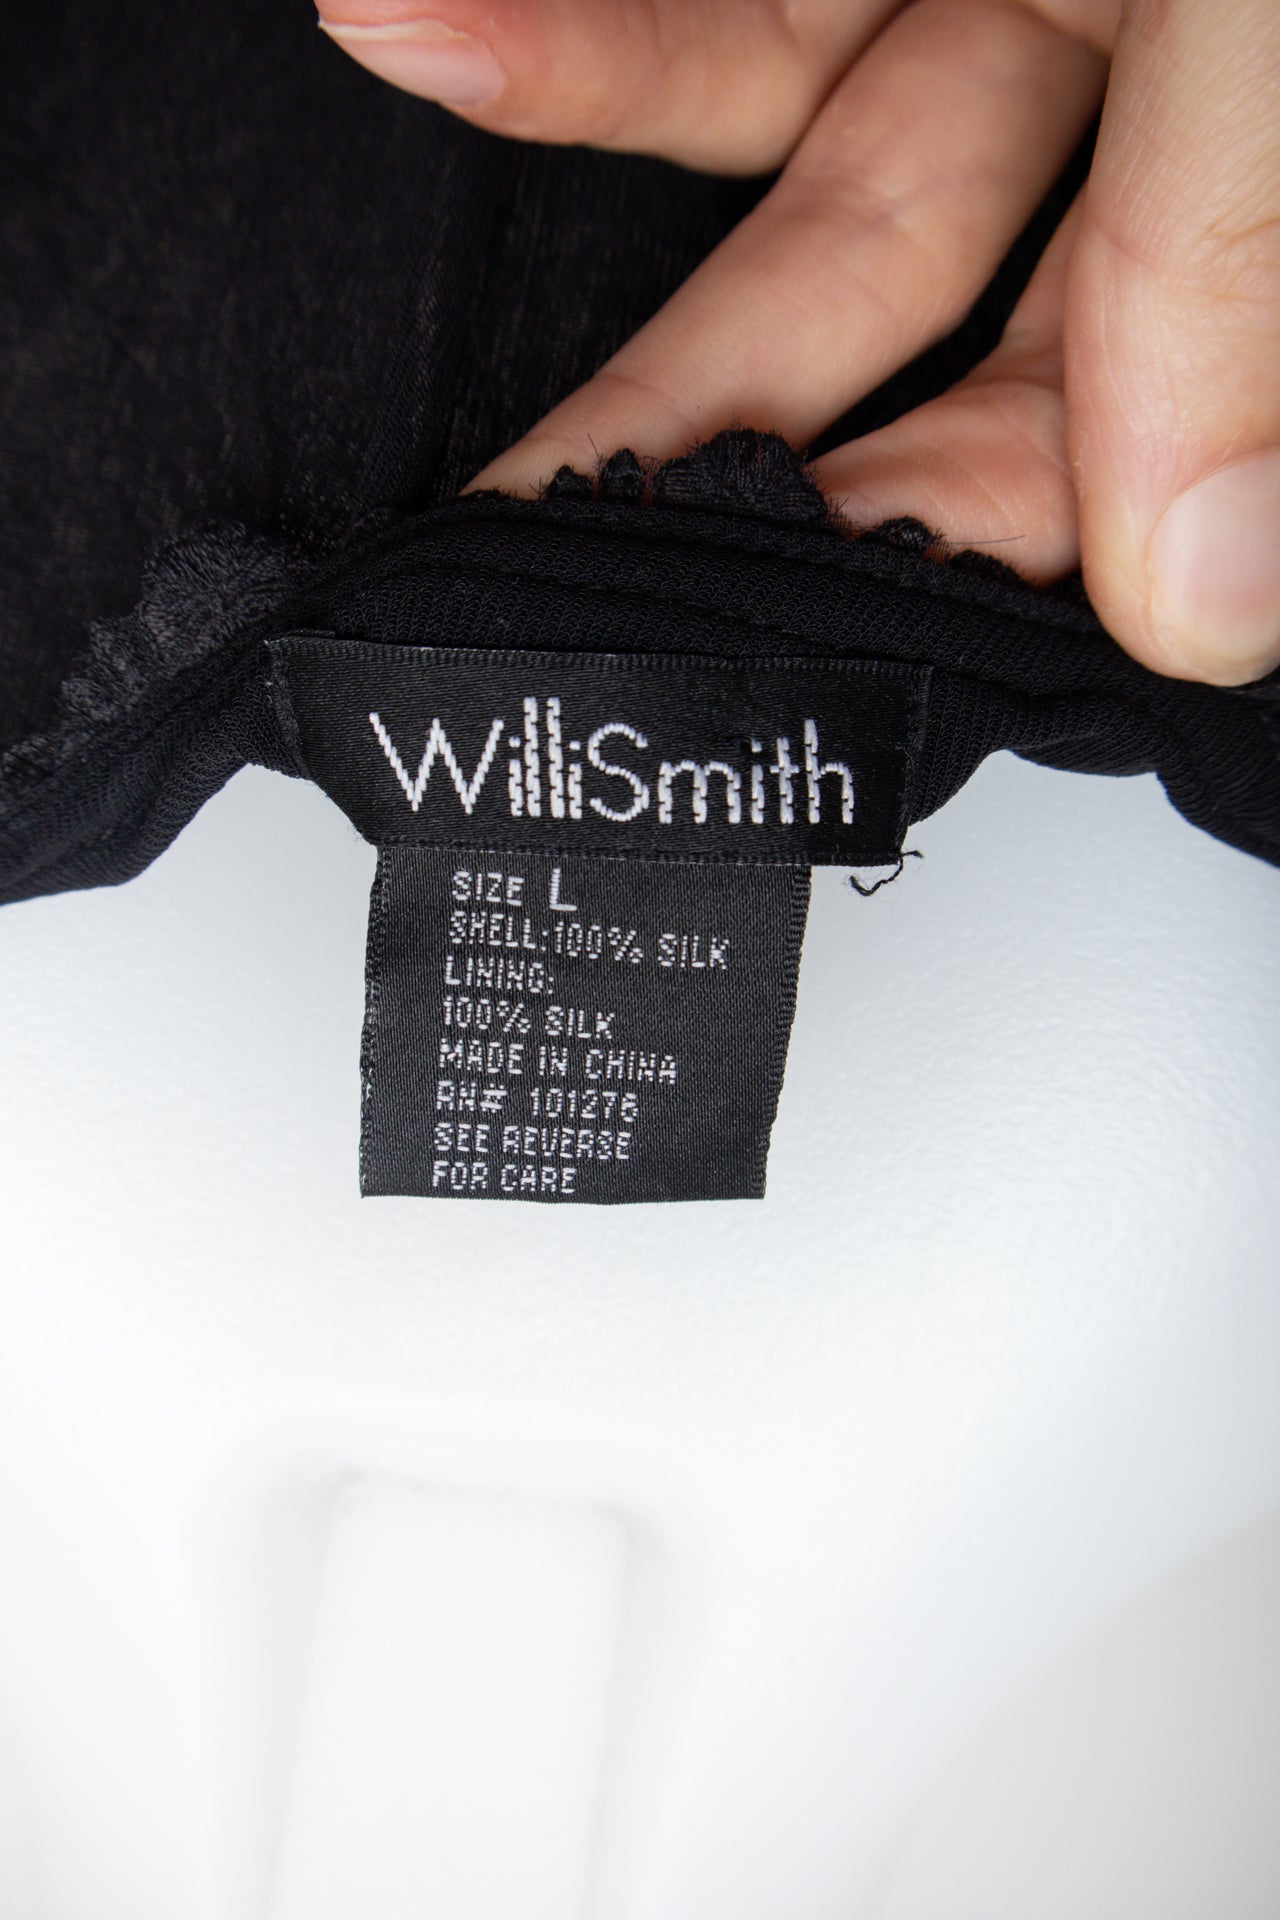 WilliSmith
SIZE L
SHELL:100% SILK
LINING:
100% SILK
MADE IN CHINA
RN# 101276
SEE REVERSE
FOR CARE